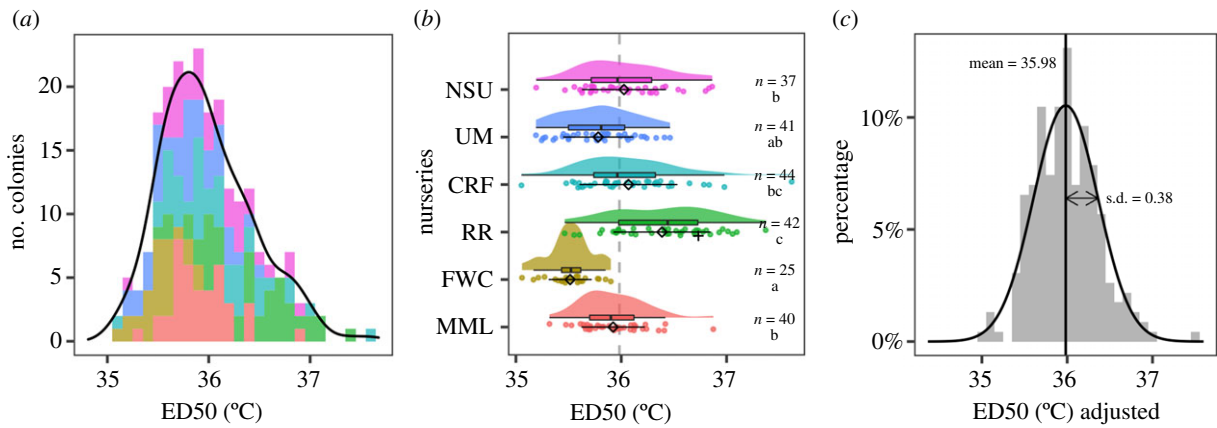 (a)
no. colonies
20
15
10
5
0
35
36
37
ED50 (ºC)
(b)
nurseries
NSU
UM
CRF
RR
FWC
MML
n = 37
b
n = 41
ab
n = 44
bc
n = 42
c
n = 25
a
n = 40
b
35
36
37
ED50 (ºC)
(c)
percentage
10%
5%
0%
mean = 35.98
s.d. = 0.38
35
36
37
ED50 (ºC) adjusted